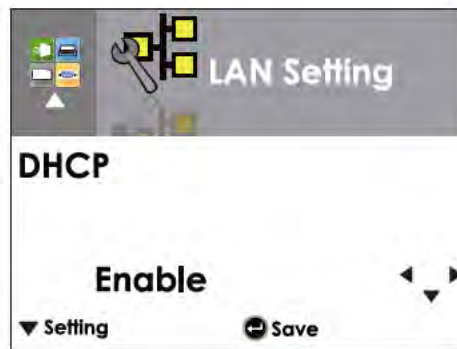 LAN Setting
DHCP
Enable
Setting
Save